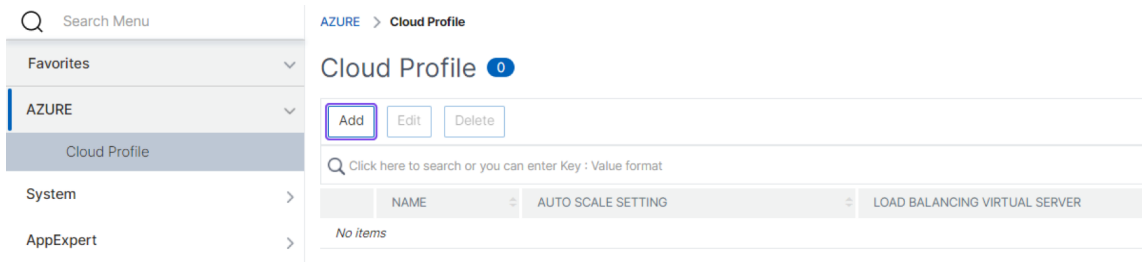 Search Menu
Favorites
AZURE
Cloud Profile
System
AppExpert
AZURE > Cloud Profile
Cloud Profile 0
Add Edit Delete
Click here to search or you can enter Key : Value format
NAME AUTO SCALE SETTING LOAD BALANCING VIRTUAL SERVER
No items